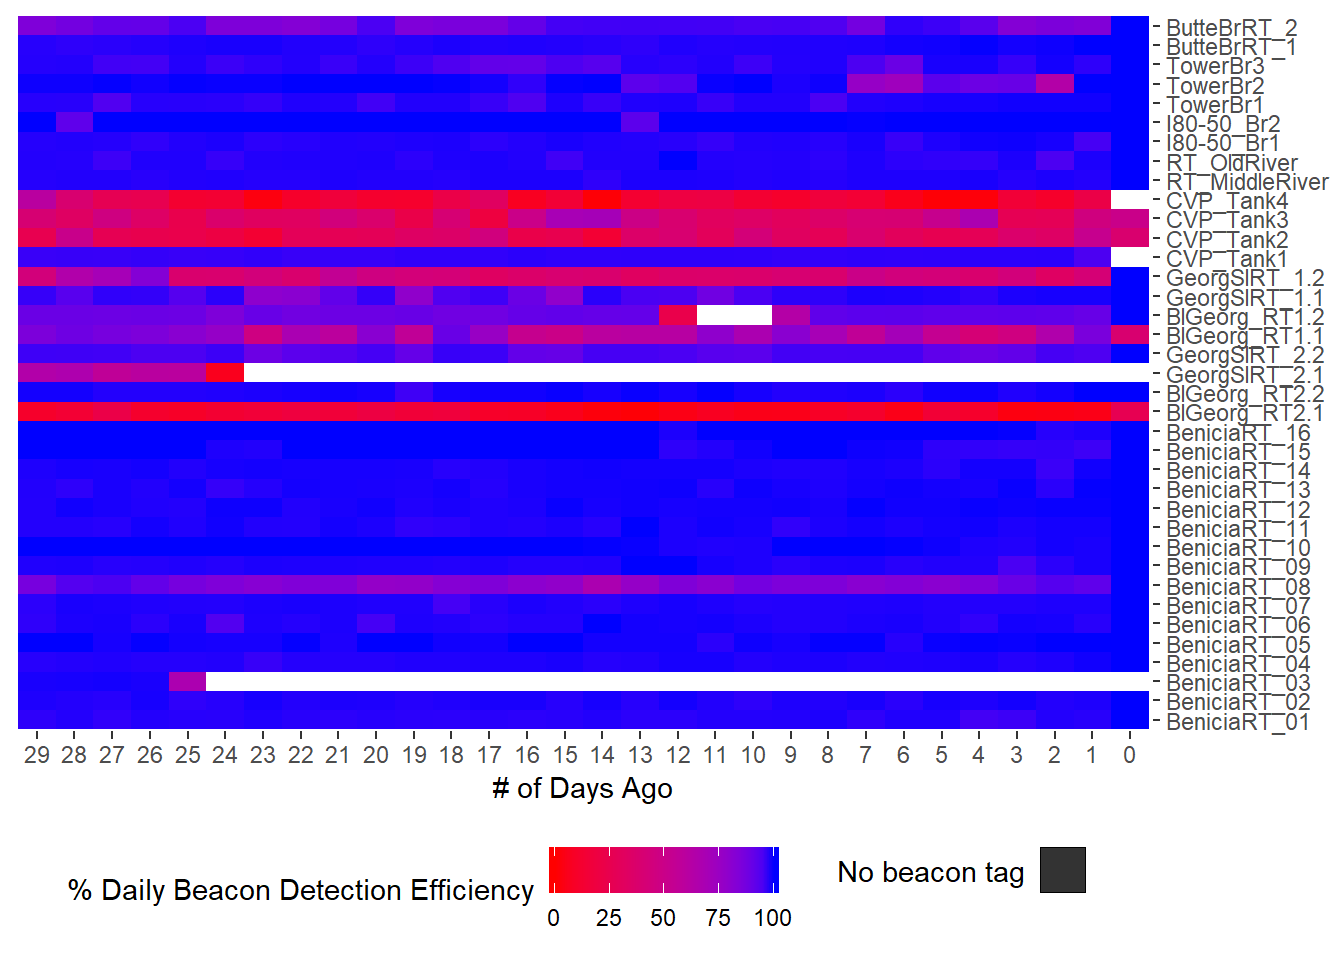 ButteBrRT_2
ButteBrRT_1
TowerBr3
TowerBr2
TowerBr1
I80-50_Br2
I80-50_Br1
RT_OldRiver
RT_MiddleRiver
CVP_Tank4
CVP_Tank3
CVP_Tank2
CVP_Tank1
GeorgSlRT_1.2
GeorgSlRT_1.1
BlGeorg_RT1.2
BlGeorg_RT1.1
GeorgSlRT_2.2
GeorgSlRT_2.1
BlGeorg_RT2.2
BlGeorg_RT2.1
BeniciaRT_16
BeniciaRT_15
BeniciaRT_14
BeniciaRT_13
BeniciaRT_12
BeniciaRT_11
BeniciaRT_10
BeniciaRT_09
BeniciaRT_08
BeniciaRT_07
BeniciaRT_06
BeniciaRT_05
BeniciaRT_04
BeniciaRT_03
BeniciaRT_02
BeniciaRT_01
29 28 27 26 25 24 23 22 21 20 19 18 17 16 15 14 13 12 11 10 9 8 7 6 5 4 3 2 1 0
# of Days Ago
% Daily Beacon Detection Efficiency
0 25 50 75 100
No beacon tag